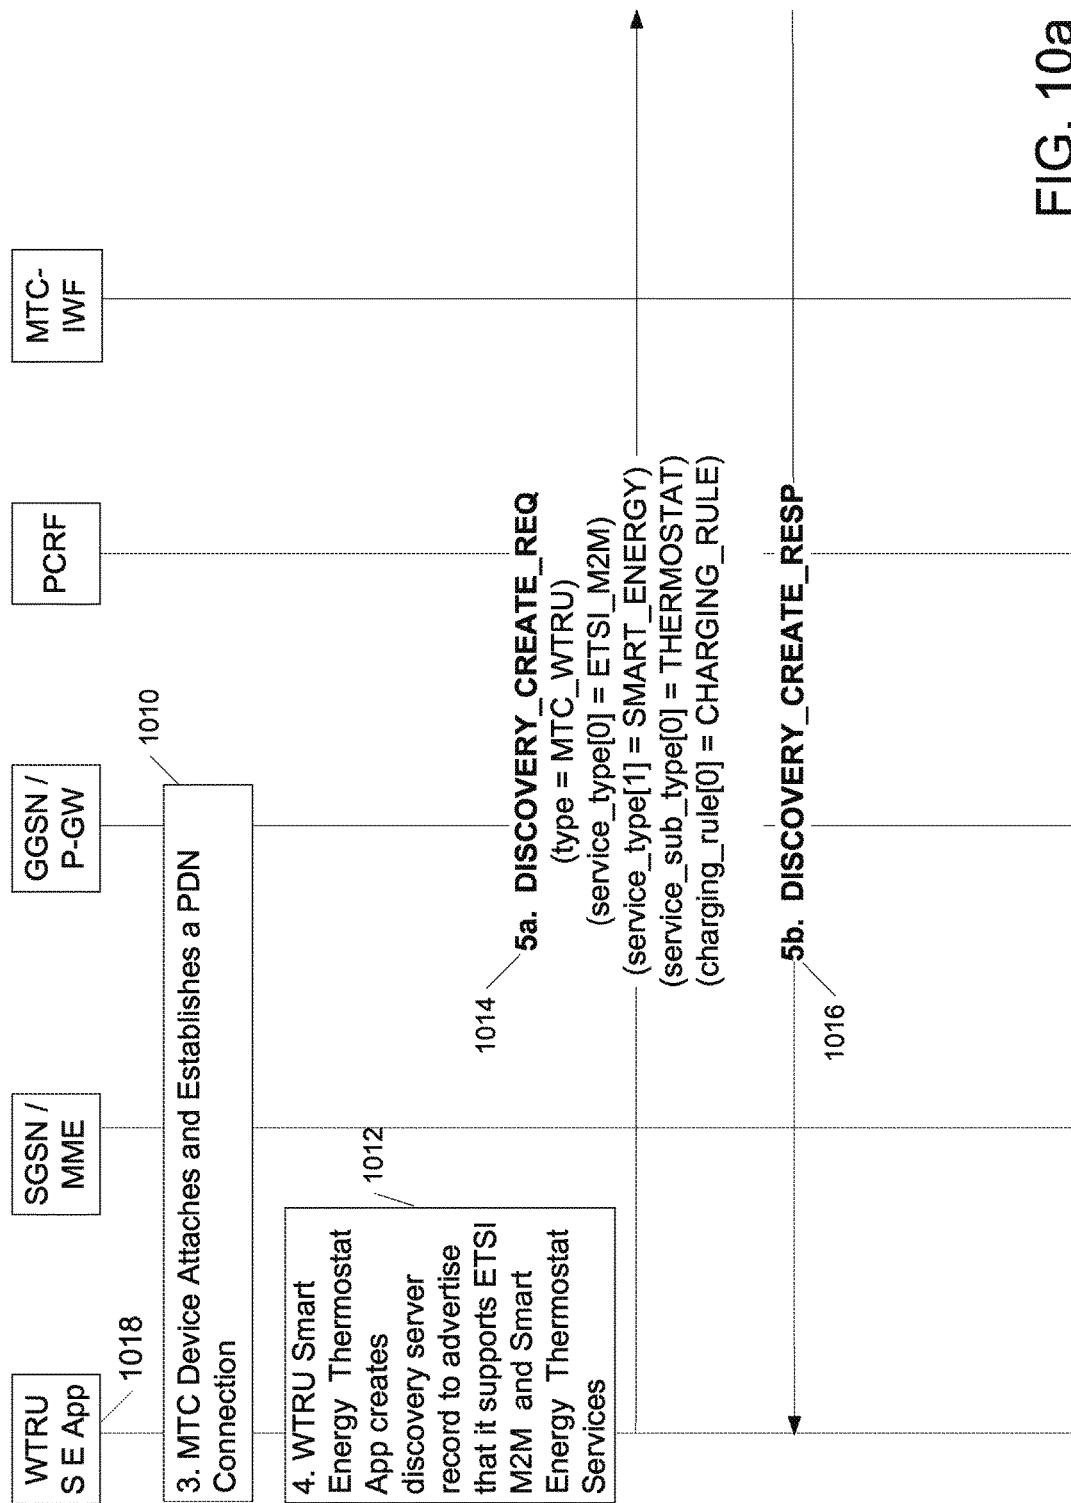 WTRU
S E App
1018
SGSN /
MME
GGSN /
P-GW
PCRF
MTC-
IWF
3. MTC Device Attaches and Establishes a PDN
Connection
1010
4. WTRU Smart
Energy Thermostat
App creates
discovery server
record to advertise
that it supports ETSI
M2M and Smart
Energy Thermostat
Services
1012
1014
5a. DISCOVERY_CREATE_REQ
(type = MTC_WTRU)
(service_type[0] = ETSI_M2M)
(service_type[1] = SMART_ENERGY)
(service_sub_type[0] = THERMOSTAT)
(charging_rule[0] = CHARGING_RULE)
5b. DISCOVERY_CREATE_RESP
1016
FIG. 10a